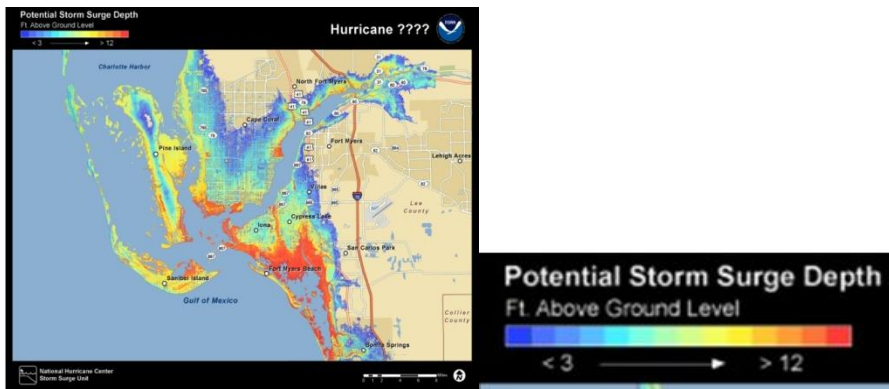 Potential Storm Surge Depth
Ft. Above Ground Level
< 3 > 12
Hurricane ????
Charlotte Harbor
North Fort Myers
Cape Coral
Fort Myers
Pine Island
Lehigh Acres
Villas
Lee
County
Cypress Lake
Iona
San Carlos Park
Fort Myers Beach
Sanibel Island
Gulf of Mexico
Collier
County
Bonita Springs
National Hurricane Center
Storm Surge Unit
Potential Storm Surge Depth
Ft. Above Ground Level
< 3 > 12